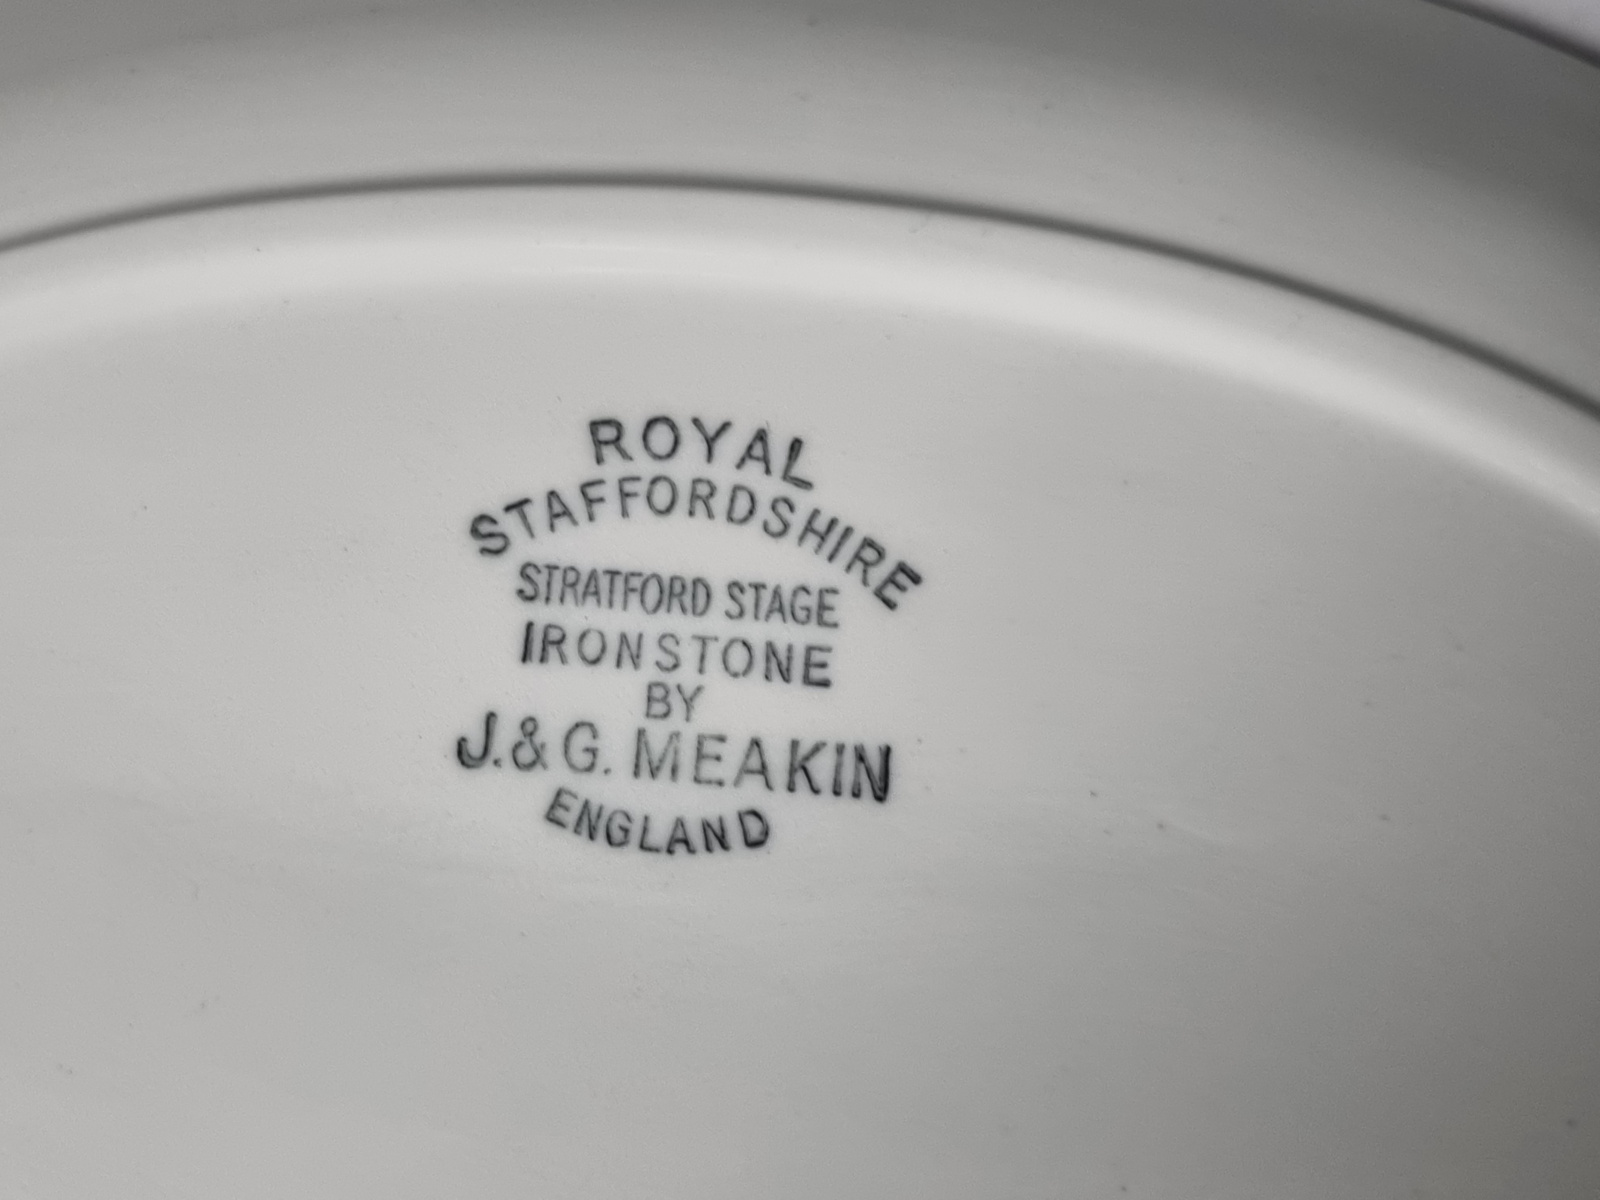 ROYAL
STAFFORDSHIRE
STRATFORD STAGE
IRONSTONE
BY
J.& G. MEAKIN
ENGLAND